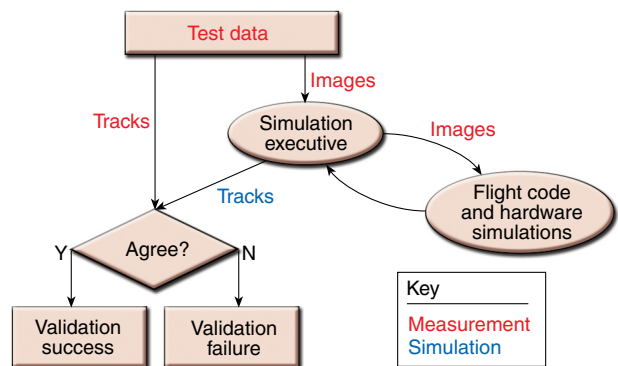 Test data
Images
Tracks
Simulation
executive
Images
Tracks
Flight code
and hardware
simulations
Y
Agree?
N
Validation
success
Validation
failure
Key
Measurement
Simulation